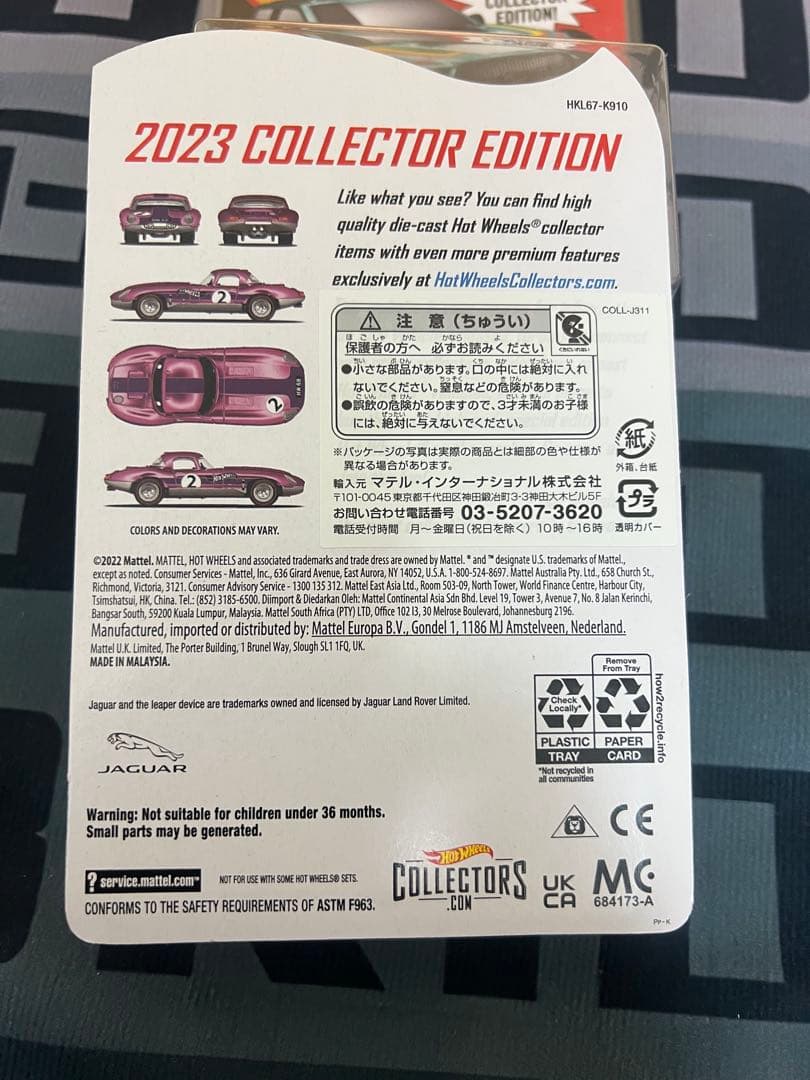 COLLECTOR
EDITION!
HKL67-K910
2023 COLLECTOR EDITION
Like what you see? You can find high
quality die-cast Hot Wheels® collector
items with even more premium features
exclusively at HotWheelsCollectors.com.
COLL-J311
注 意 (ちゅうい)
保護者の方へ 必ずお読みください
●小さな部品があります。口の中には絶対に入れ
ないでください。窒息などの危険があります。
●誤飲の危険がありますので、3才未満のお子様
には、絶対に与えないでください。
※パッケージの写真は実際の商品とは細部の色や仕様が
異なる場合があります。
輸入元 マテル・インターナショナル株式会社
〒101-0045 東京都千代田区神田鍛冶町3-3神田大木ビル5F
お問い合わせ電話番号 03-5207-3620
電話受付時間 月~金曜日(祝日を除く) 10時~16時
紙
外箱、台紙
プラ
透明カバー
2
2
HW 68
2
Hot Wheels
COLORS AND DECORATIONS MAY VARY.
©2022 Mattel. MATTEL, HOT WHEELS and associated trademarks and trade dress are owned by Mattel. ® and ™ designate U.S. trademarks of Mattel.,
except as noted. Consumer Services - Mattel, Inc., 636 Girard Avenue, East Aurora, NY 14052, U.S.A. 1-800-524-8697. Mattel Australia Pty. Ltd., 658 Church St.,
Richmond, Victoria, 3121. Consumer Advisory Service - 1300 135 312. Mattel East Asia Ltd., Room 503-09, North Tower, World Finance Centre, Harbour City,
Tsimshatsui, HK, China. Tel.: (852) 3185-6500. Diimport & Diedarkan Oleh: Mattel Continental Asia Sdn Bhd. Level 19, Tower 3, Avenue 7, No. 8 Jalan Kerinchi,
Bangsar South, 59200 Kuala Lumpur, Malaysia. Mattel South Africa (PTY) LTD, Office 102 I3, 30 Melrose Boulevard, Johannesburg 2196.
Manufactured, imported or distributed by: Mattel Europa B.V., Gondel 1, 1186 MJ Amstelveen, Nederland.
Mattel U.K. Limited, The Porter Building, 1 Brunel Way, Slough SL1 1FQ, UK.
MADE IN MALAYSIA.
Jaguar and the leaper device are trademarks owned and licensed by Jaguar Land Rover Limited.
JAGUAR
Remove
From Tray
Check
Locally*
PLASTIC
TRAY
PAPER
CARD
how2recycle.info
*Not recycled in
all communities
Warning: Not suitable for children under 36 months.
Small parts may be generated.
CE
? service.mattel.com™
NOT FOR USE WITH SOME HOT WHEELS® SETS.
CONFORMS TO THE SAFETY REQUIREMENTS OF ASTM F963.
Hot Wheels
COLLECTORS
.COM
UK
CA
MC
684173-A
PP-K